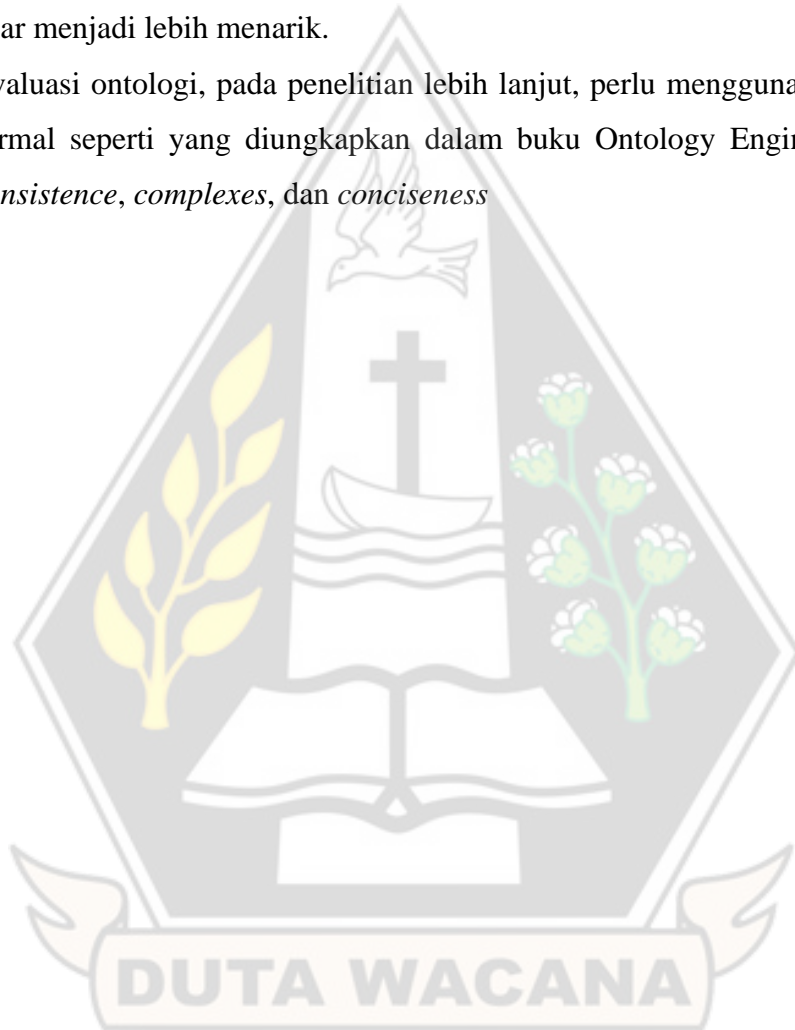 ar menjadi lebih menarik.
valuasi ontologi, pada penelitian lebih lanjut, perlu mengguna
rmal seperti yang diungkapkan dalam buku Ontology Engin
nsistence, complexes, dan conciseness
DUTA WACANA